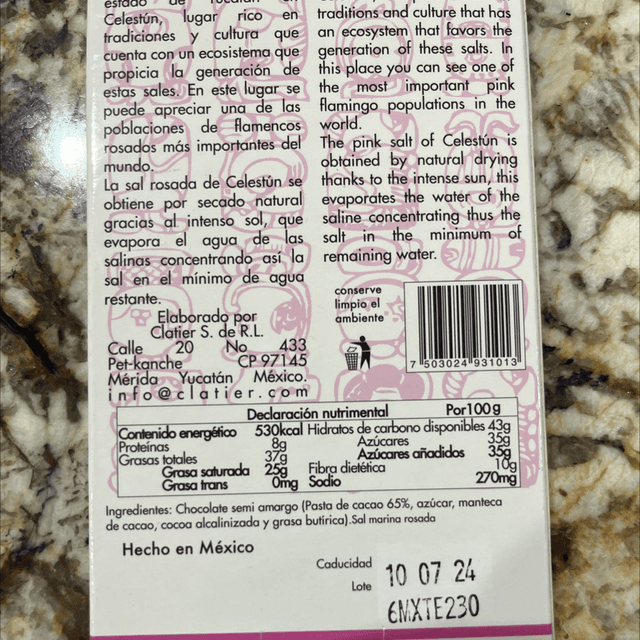 estado de Yucatán en
Celestún, lugar rico en
tradiciones y cultura que
cuenta con un ecosistema que
propicia la generación de
estas sales. En este lugar se
puede apreciar una de las
poblaciones de flamencos
rosados más importantes del
mundo.
La sal rosada de Celestún se
obtiene por secado natural
gracias al intenso sol, que
evapora el agua de las
sálinas concentrando así la
sal en el mínimo de agua
restante.
Elaborado por
Clatier S. de R.L.
Calle 20 No 433
Pet-kanche CP 97145
Mérida Yucatán México.
info@clatier.com
traditions and culture that has
an ecosystem that favors the
generation of these salts. In
this place you can see one of
the most important pink
flamingo populations in the
world.
The pink salt of Celestún is
obtained by natural drying
thanks to the intense sun, this
evaporates the water of the
saline concentrating thus the
salt in the minimum of
remaining water.
conserve
limpio el
ambiente
7 503024 931013
Declaración nutrimental Por100 g
Contenido energético 530kcal Hidratos de carbono disponibles 43g
Proteínas 8g Azúcares 35g
Grasas totales 37g Azúcares añadidos 35g
Grasa saturada 25g Fibra dietética 10g
Grasa trans 0mg Sodio 270mg
Ingredientes: Chocolate semi amargo (Pasta de cacao 65%, azúcar, manteca
de cacao, cocoa alcalinizada y grasa butírica).Sal marina rosada
Hecho en México
Caducidad 10 07 24
Lote 6MXTE230